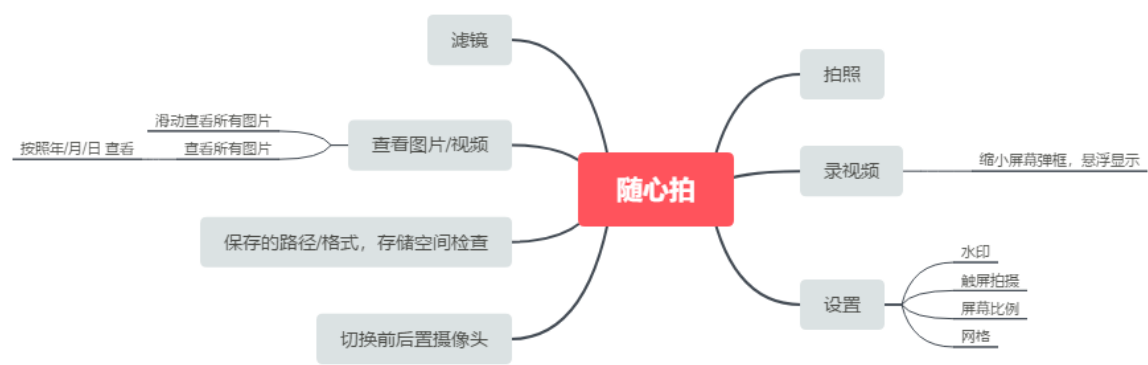 滤镜
拍照
滑动查看所有图片
查看图片/视频
按照年/月/日 查看
查看所有图片
随心拍
录视频
缩小屏幕弹框，悬浮显示
保存的路径/格式，存储空间检查
水印
触屏拍摄
设置
屏幕比例
网格
切换前后置摄像头